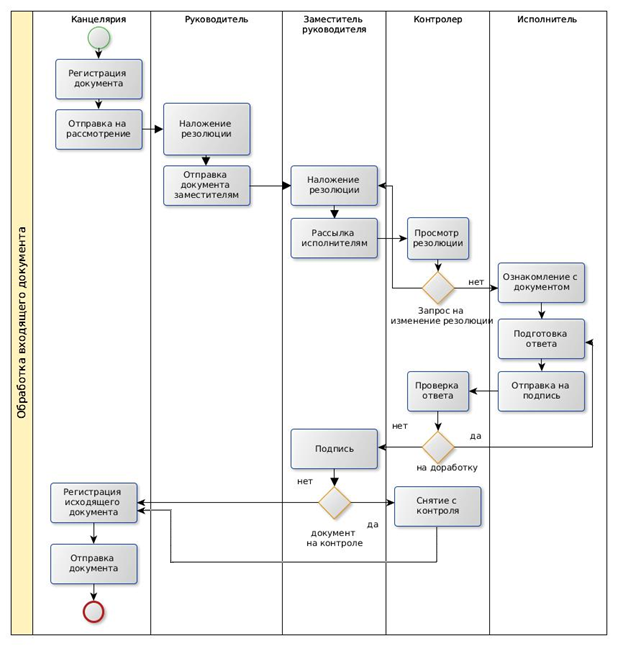 Обработка входящего документа
Канцелярия
Руководитель
Заместитель
руководителя
Контролер
Исполнитель
Регистрация
документа
Отправка на
рассмотрение
Наложение
резолюции
Отправка
документа
заместителям
Наложение
резолюции
Рассылка
исполнителям
Просмотр
резолюции
нет
Запрос на
изменение резолюции
Ознакомление с
документом
Подготовка
ответа
Отправка на
подпись
Проверка
ответа
нет
да
на доработку
Подпись
нет
да
документ
на контроле
Снятие с
контроля
Регистрация
исходящего
документа
Отправка
документа